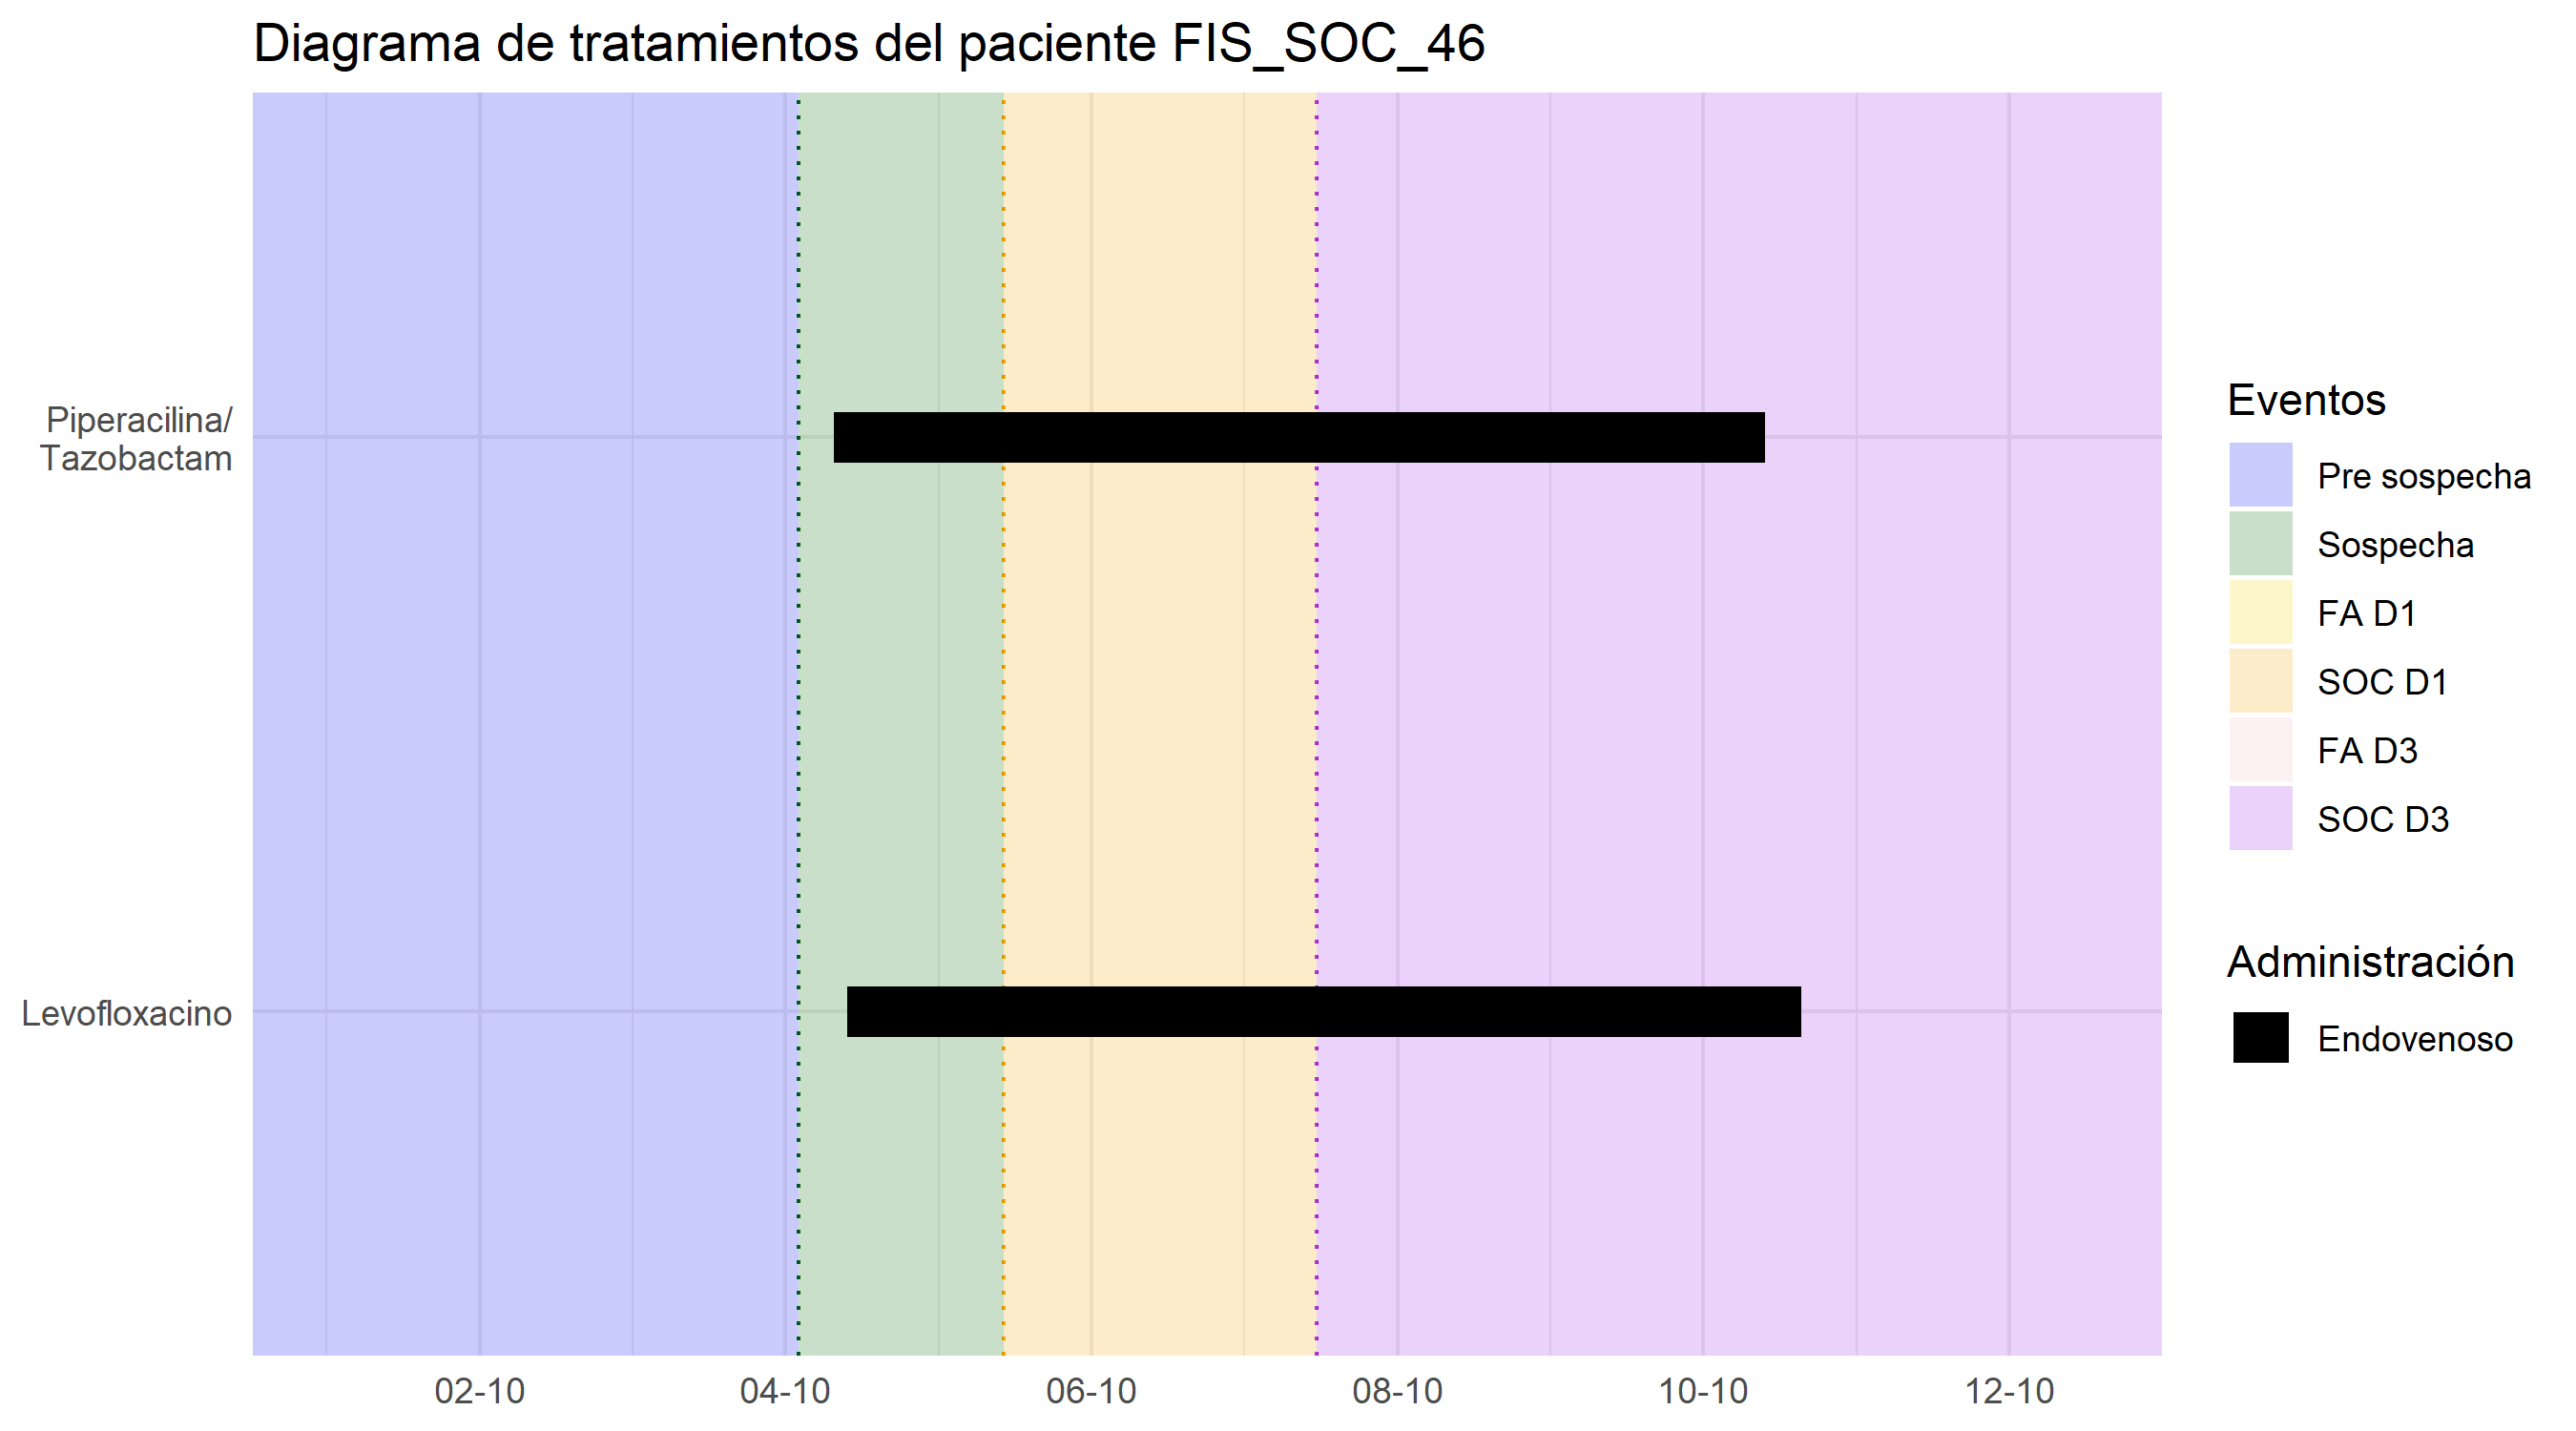 Diagrama de tratamientos del paciente FIS_SOC_46
Piperacilina/
Tazobactam
Levofloxacino
02-10
04-10
06-10
08-10
10-10
12-10
Eventos
Pre sospecha
Sospecha
FA D1
SOC D1
FA D3
SOC D3
Administración
Endovenoso